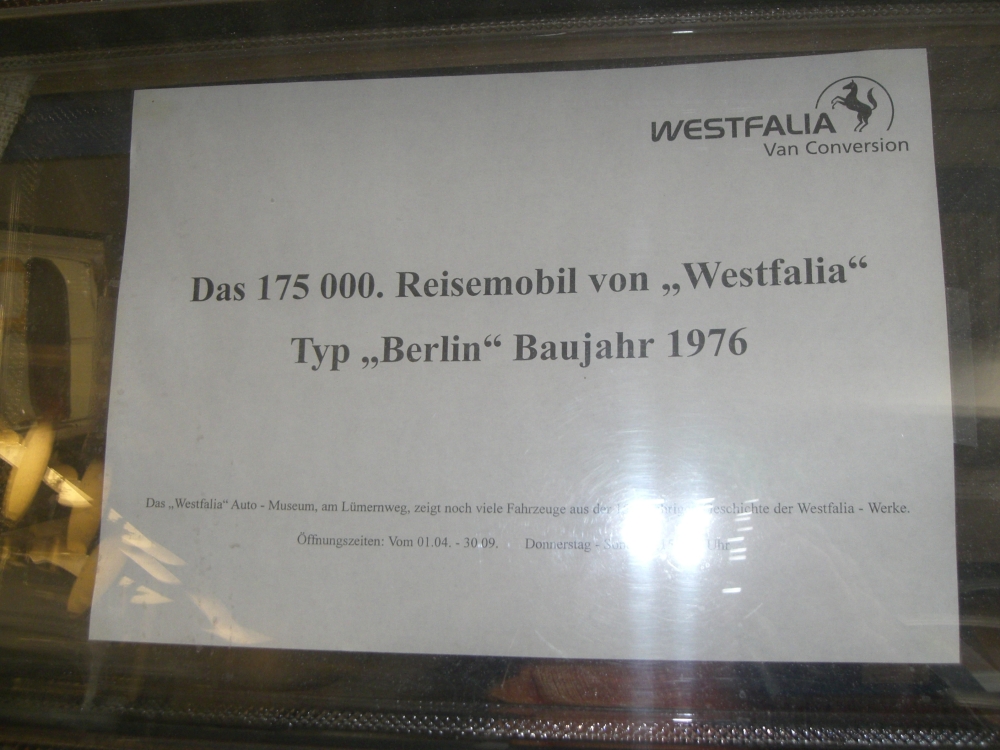 WESTFALIA
Van Conversion
Das 175 000. Reisemobil von „Westfalia“
Typ „Berlin“ Baujahr 1976
Das „Westfalia“ Auto - Museum, am Lümernweg, zeigt noch viele Fahrzeuge aus der Geschichte der Westfalia - Werke.
Öffnungszeiten: Vom 01.04. - 30 09. Donnerstag - Uhr